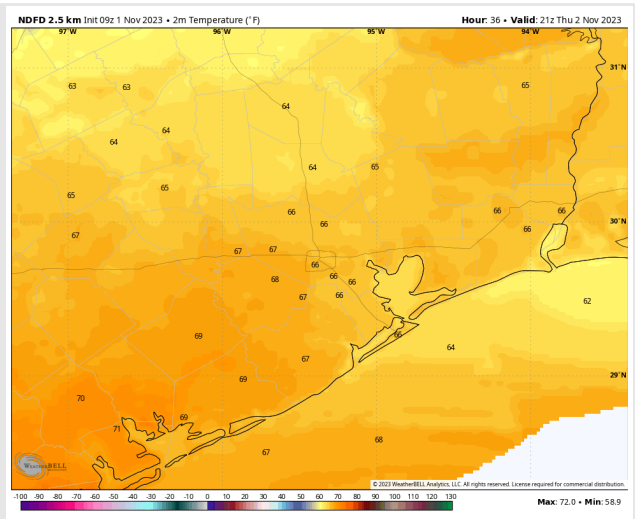 NDFD 2.5 km Init 09z 1 Nov 2023 • 2m Temperature (°F)
Hour: 36 • Valid: 21z Thu 2 Nov 2023
97°W 96°W 95°W 94°W
31°N
63 63 65
64
64
64
64 65
65 65
66 66 66
66 66
30°N
67
67 67
66
68 66 66
67 66
62
69 66
64
67
29°N
69
70
69
71
68
67
WeatherBELL
© 2023 WeatherBELL Analytics, LLC. All rights reserved. License required for commercial distribution.
-100 -90 -80 -70 -60 -50 -40 -30 -20 -10 0 10 20 30 40 50 60 70 80 90 100 110 120 130
Max: 72.0 • Min: 58.9